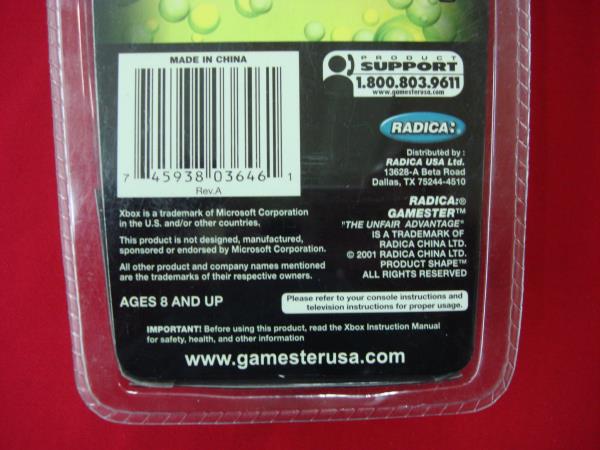 MADE IN CHINA
7 45938 03646 1
Rev.A
PRODUCT
SUPPORT
1.800.803.9611
www.gamesterusa.com
RADICA:®
Distributed by :
RADICA USA Ltd.
13628-A Beta Road
Dallas, TX 75244-4510
RADICA:®
GAMESTER™
"THE UNFAIR ADVANTAGE"
IS A TRADEMARK OF
RADICA CHINA LTD.
© 2001 RADICA CHINA LTD.
PRODUCT SHAPE™
ALL RIGHTS RESERVED
Xbox is a trademark of Microsoft Corporation
in the U.S. and/or other countries.
This product is not designed, manufactured,
sponsored or endorsed by Microsoft Corporation.
All other product and company names mentioned
are the trademarks of their respective owners.
AGES 8 AND UP
Please refer to your console instructions and
television instructions for proper usage.
IMPORTANT! Before using this product, read the Xbox Instruction Manual
for safety, health, and other information
www.gamesterusa.com